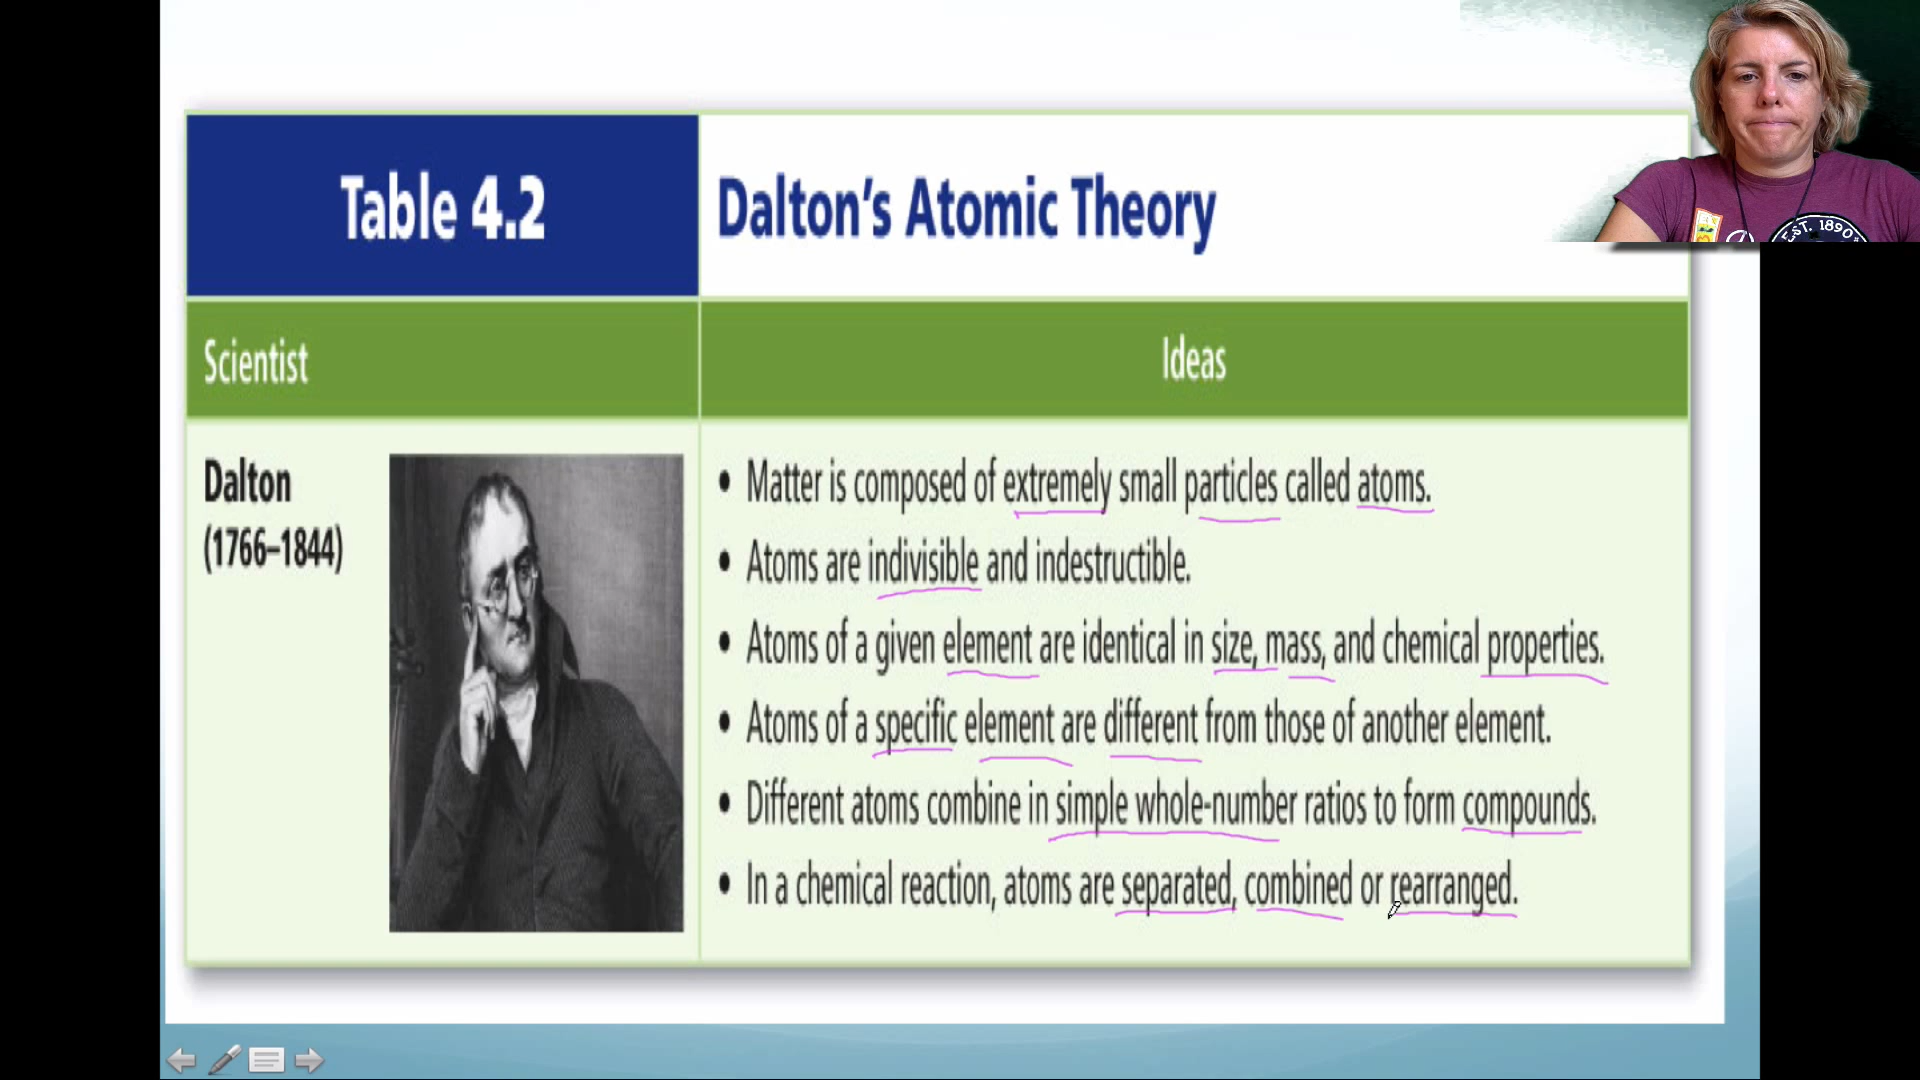 Table 4.2
Dalton's Atomic Theory
Scientist
Ideas
Dalton
(1766–1844)
• Matter is composed of extremely small particles called atoms.
• Atoms are indivisible and indestructible.
• Atoms of a given element are identical in size, mass, and chemical properties.
• Atoms of a specific element are different from those of another element.
• Different atoms combine in simple whole-number ratios to form compounds.
• In a chemical reaction, atoms are separated, combined or rearranged.
EST. 1890